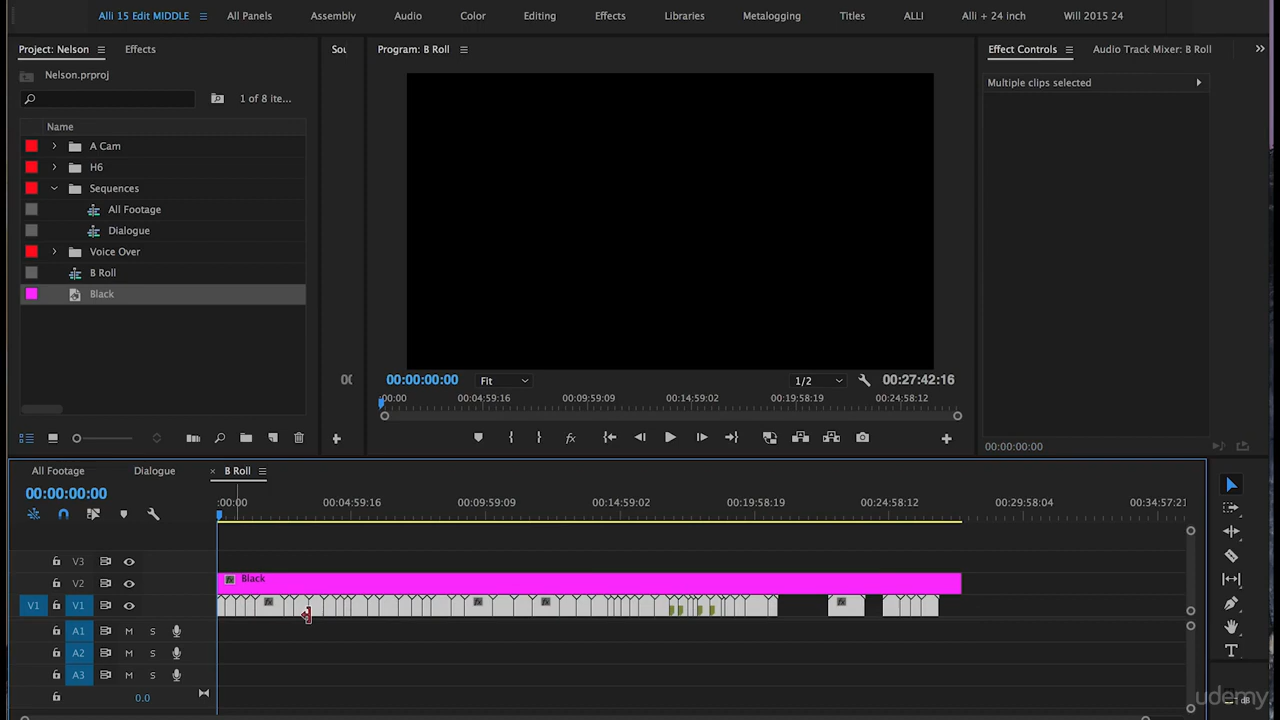 Alli 15 Edit MIDDLE All Panels Assembly Audio Color Editing Effects Libraries Metalogging Titles ALLI Alli + 24 inch Will 2015 24
Project: Nelson Effects Sou Program: B Roll Effect Controls Audio Track Mixer: B Roll
Nelson.prproj Multiple clips selected
1 of 8 ite...
Name
A Cam
H6
Sequences
All Footage
Dialogue
Voice Over
B Roll
Black
00:00:00:00 Fit 1/2 00:27:42:16
:00:00 00:04:59:16 00:09:59:09 00:14:59:02 00:19:58:19 00:24:58:12
00:00:00:00
All Footage Dialogue × B Roll
00:00:00:00 :00:00 00:04:59:16 00:09:59:09 00:14:59:02 00:19:58:19 00:24:58:12 00:29:58:04 00:34:57:21
V3
V2 fx Black
V1 V1
A1 M S
A2 M S
A3 M S
0.0
udemy
dB